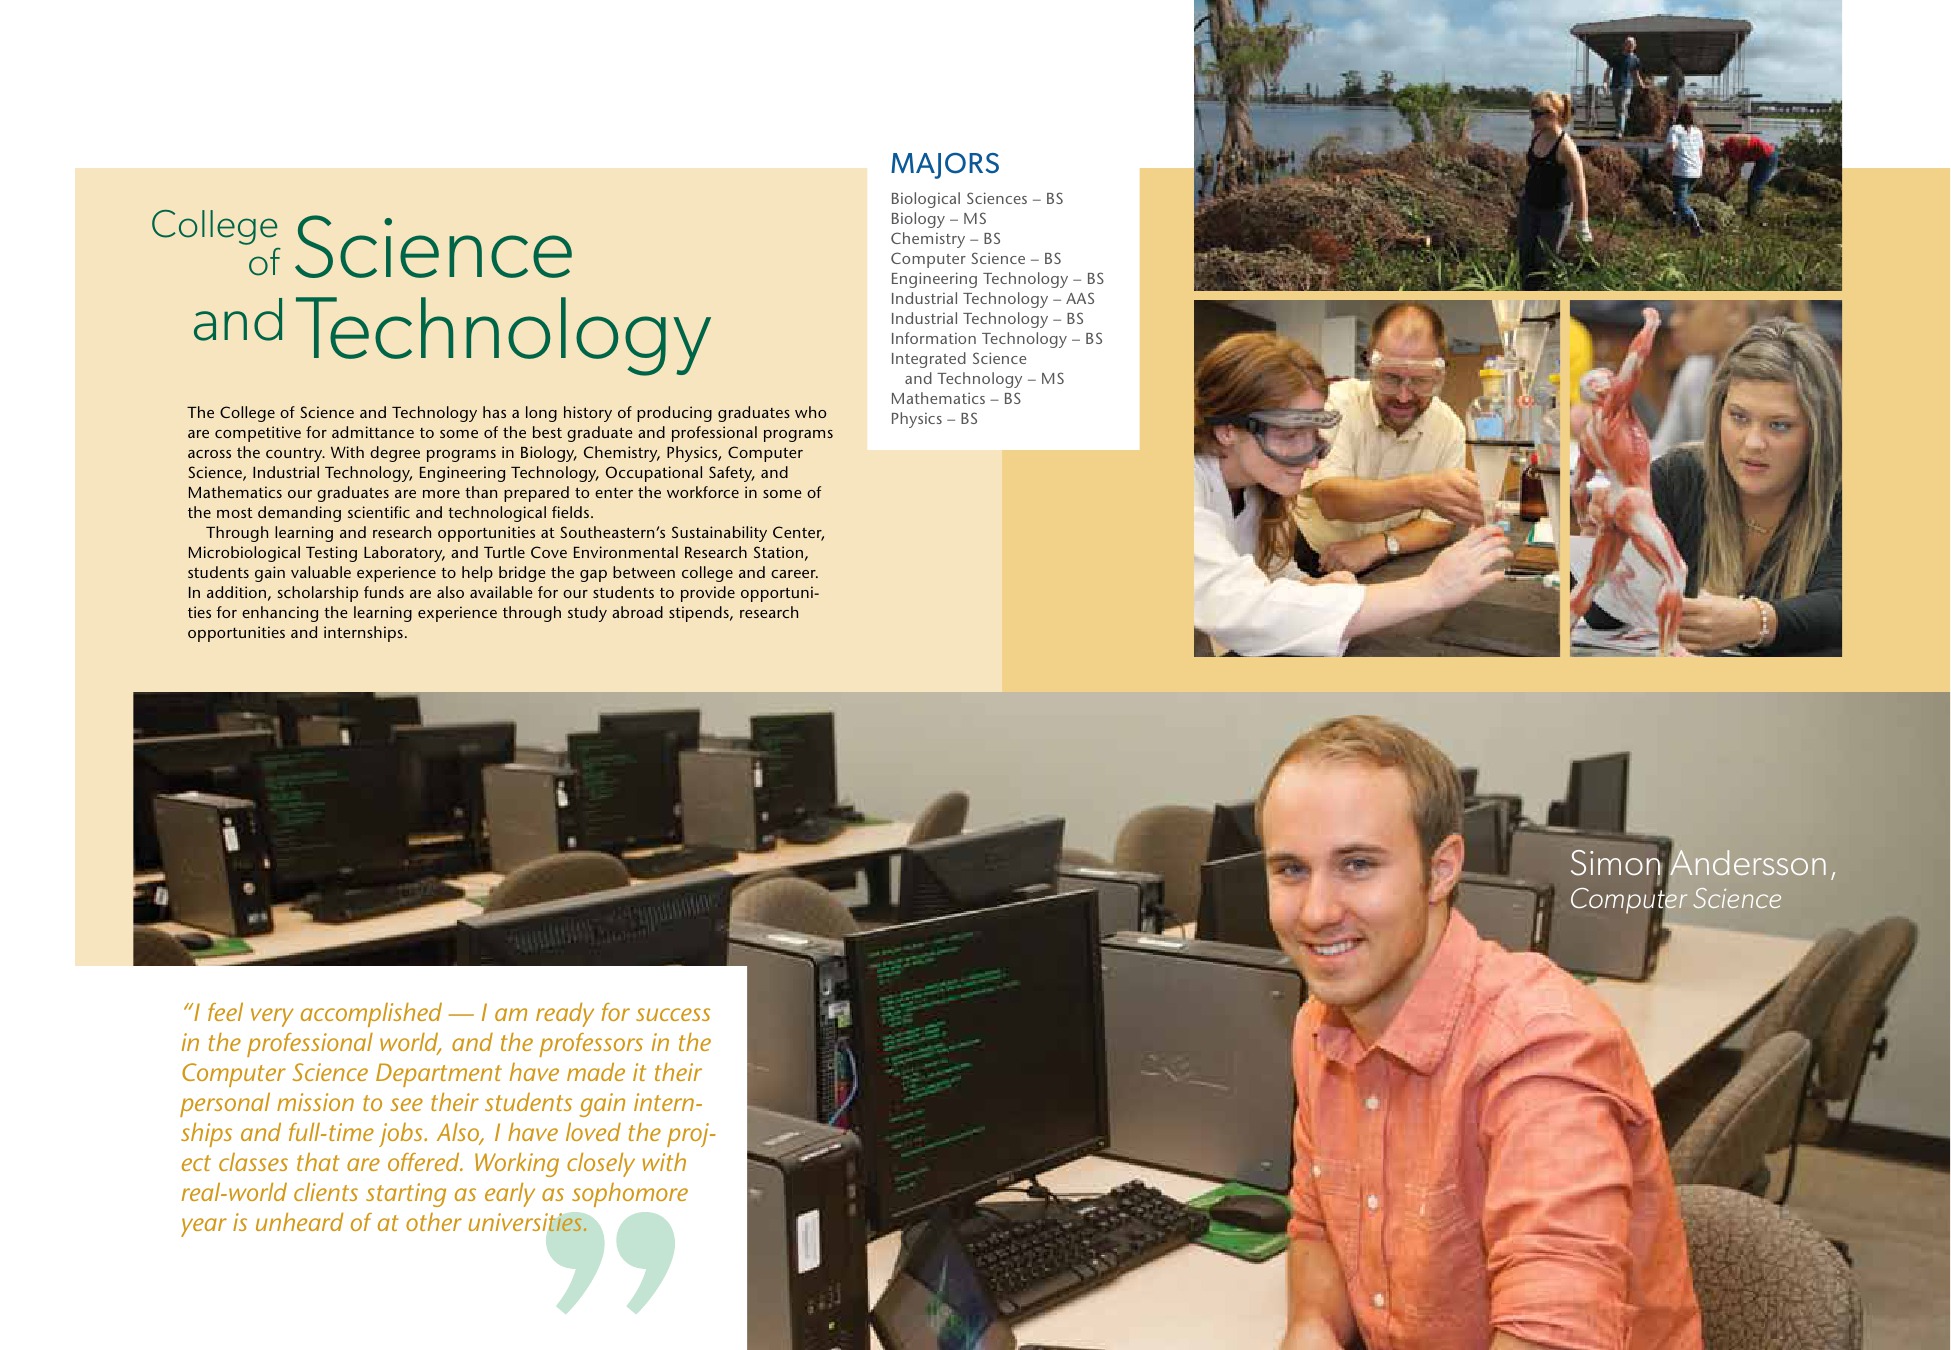 College
of Science
and Technology
The College of Science and Technology has a long history of producing graduates who
are competitive for admittance to some of the best graduate and professional programs
across the country. With degree programs in Biology, Chemistry, Physics, Computer
Science, Industrial Technology, Engineering Technology, Occupational Safety, and
Mathematics our graduates are more than prepared to enter the workforce in some of
the most demanding scientific and technological fields.
Through learning and research opportunities at Southeastern’s Sustainability Center,
Microbiological Testing Laboratory, and Turtle Cove Environmental Research Station,
students gain valuable experience to help bridge the gap between college and career.
In addition, scholarship funds are also available for our students to provide opportuni-
ties for enhancing the learning experience through study abroad stipends, research
opportunities and internships.
MAJORS
Biological Sciences – BS
Biology – MS
Chemistry – BS
Computer Science – BS
Engineering Technology – BS
Industrial Technology – AAS
Industrial Technology – BS
Information Technology – BS
Integrated Science
and Technology – MS
Mathematics – BS
Physics – BS
Simon Andersson,
Computer Science
“I feel very accomplished — I am ready for success
in the professional world, and the professors in the
Computer Science Department have made it their
personal mission to see their students gain intern-
ships and full-time jobs. Also, I have loved the proj-
ect classes that are offered. Working closely with
real-world clients starting as early as sophomore
year is unheard of at other universities.
”